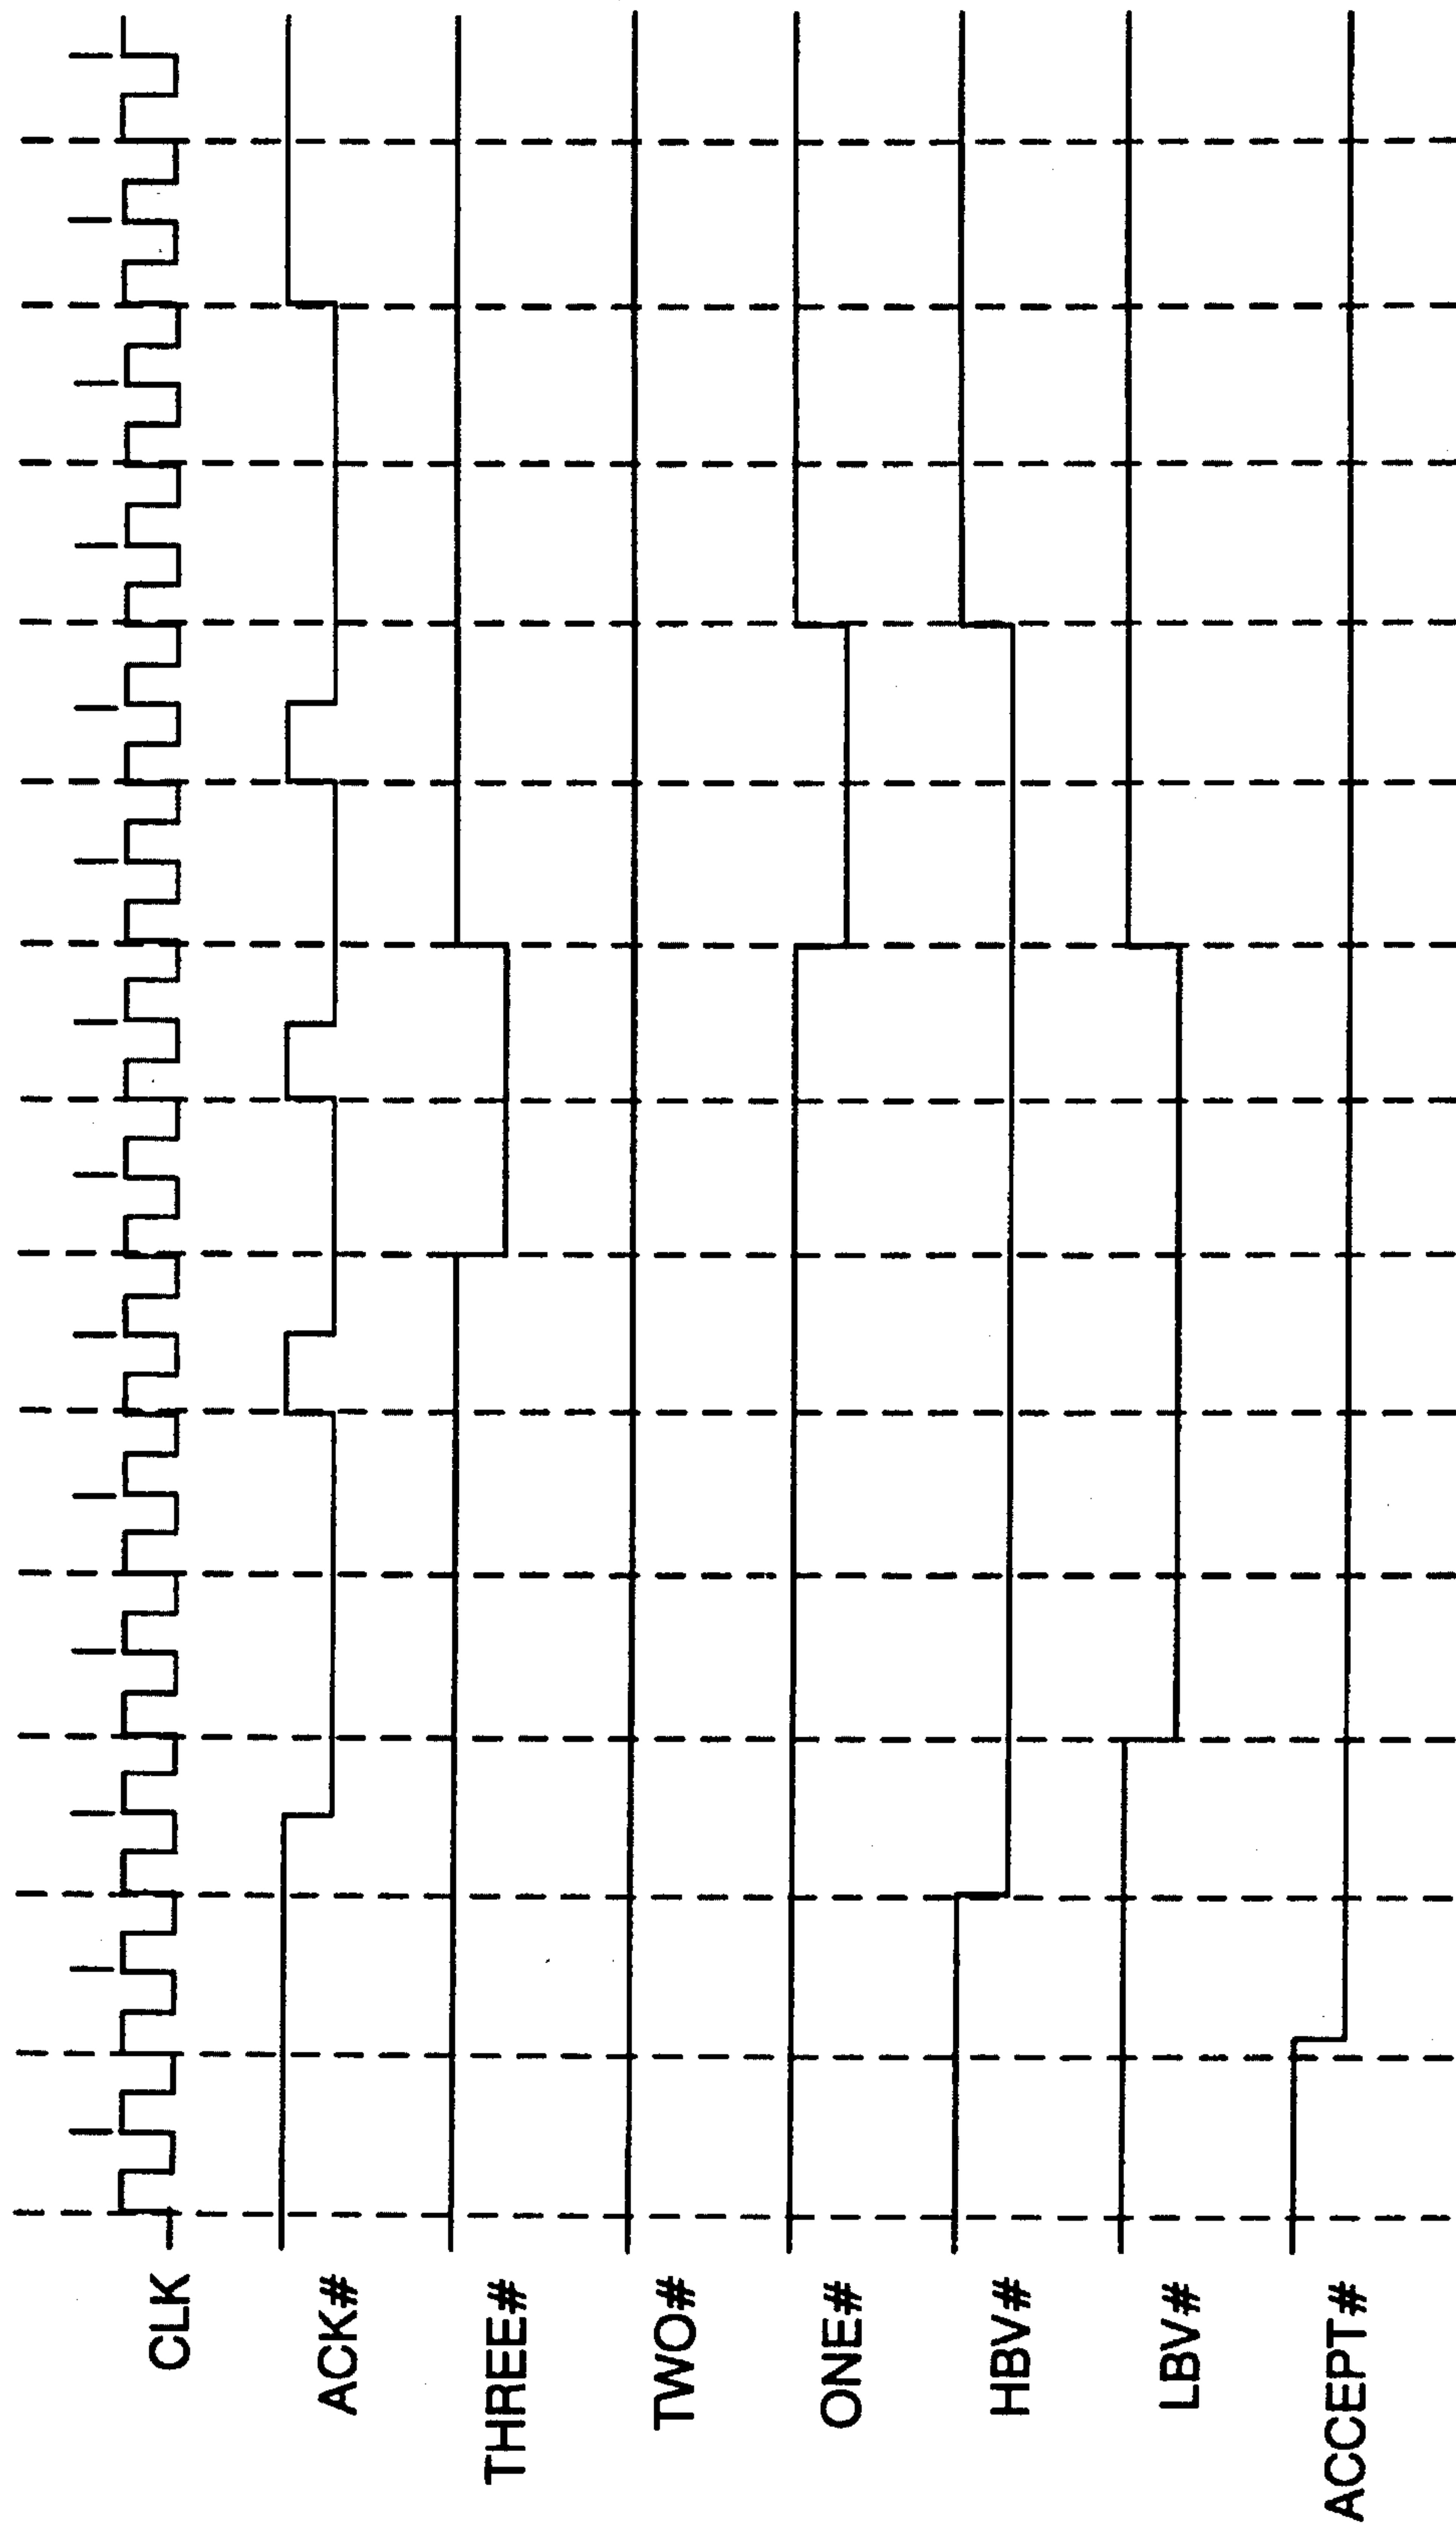 CLK
ACK#
THREE#
TWO#
ONE#
HBV#
LBV#
ACCEPT#